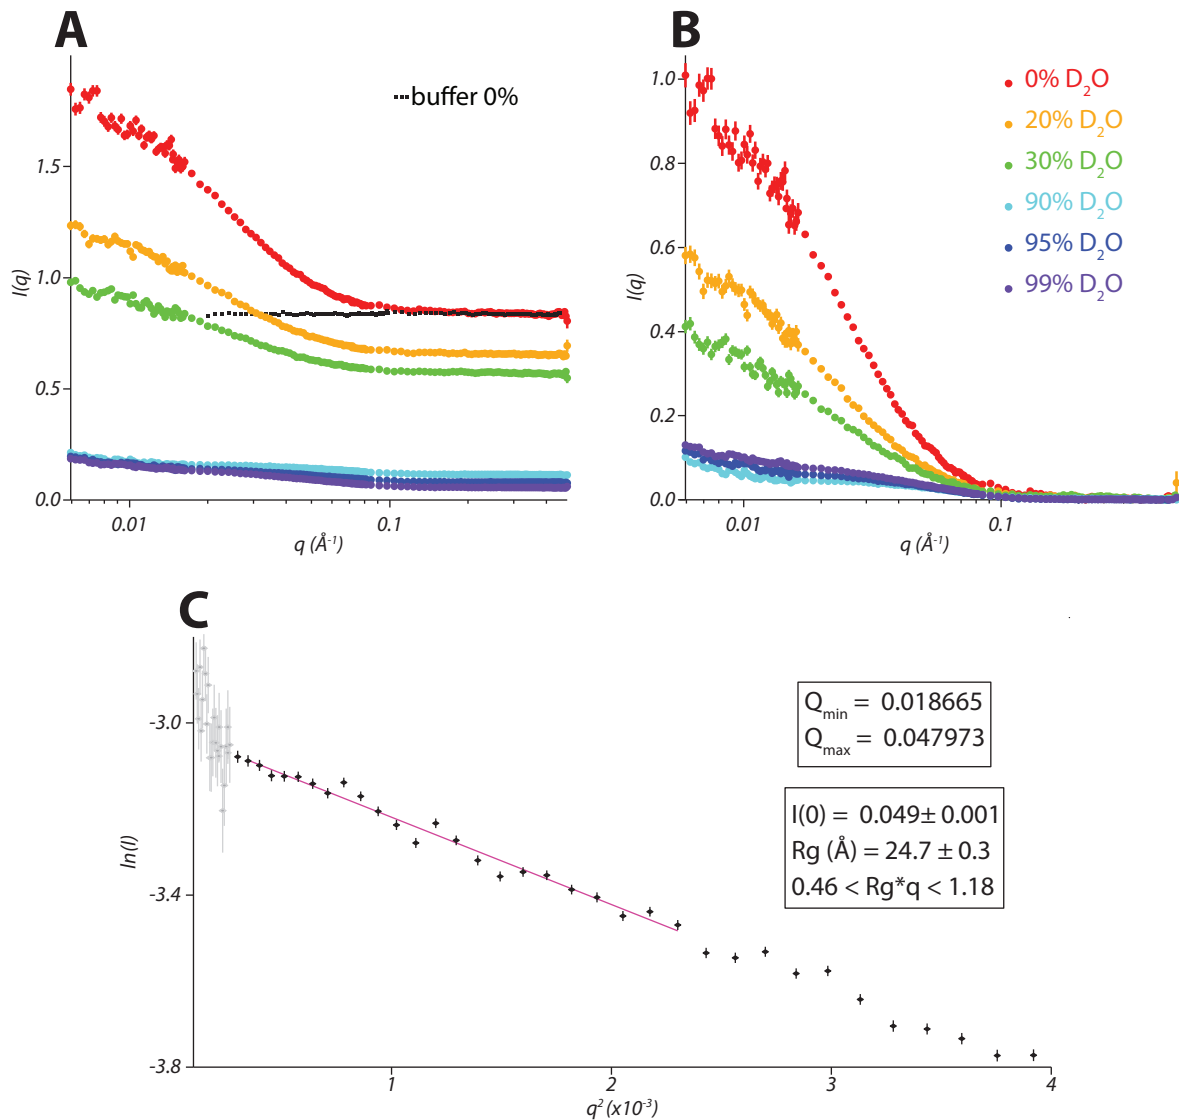 A
B
buffer 0%
0% D₂O
20% D₂O
30% D₂O
90% D₂O
95% D₂O
99% D₂O
I(q)
1.5
1.0
0.5
0.0
0.01
0.1
q (Å⁻¹)
I(q)
1.0
0.8
0.6
0.4
0.2
0.0
0.01
0.1
q (Å⁻¹)
C
ln(I)
-3.0
-3.4
-3.8
1
2
3
4
q² (x10⁻³)
Qmin = 0.018665
Qmax = 0.047973
I(0) = 0.049± 0.001
Rg (Å) = 24.7 ± 0.3
0.46 < Rg*q < 1.18